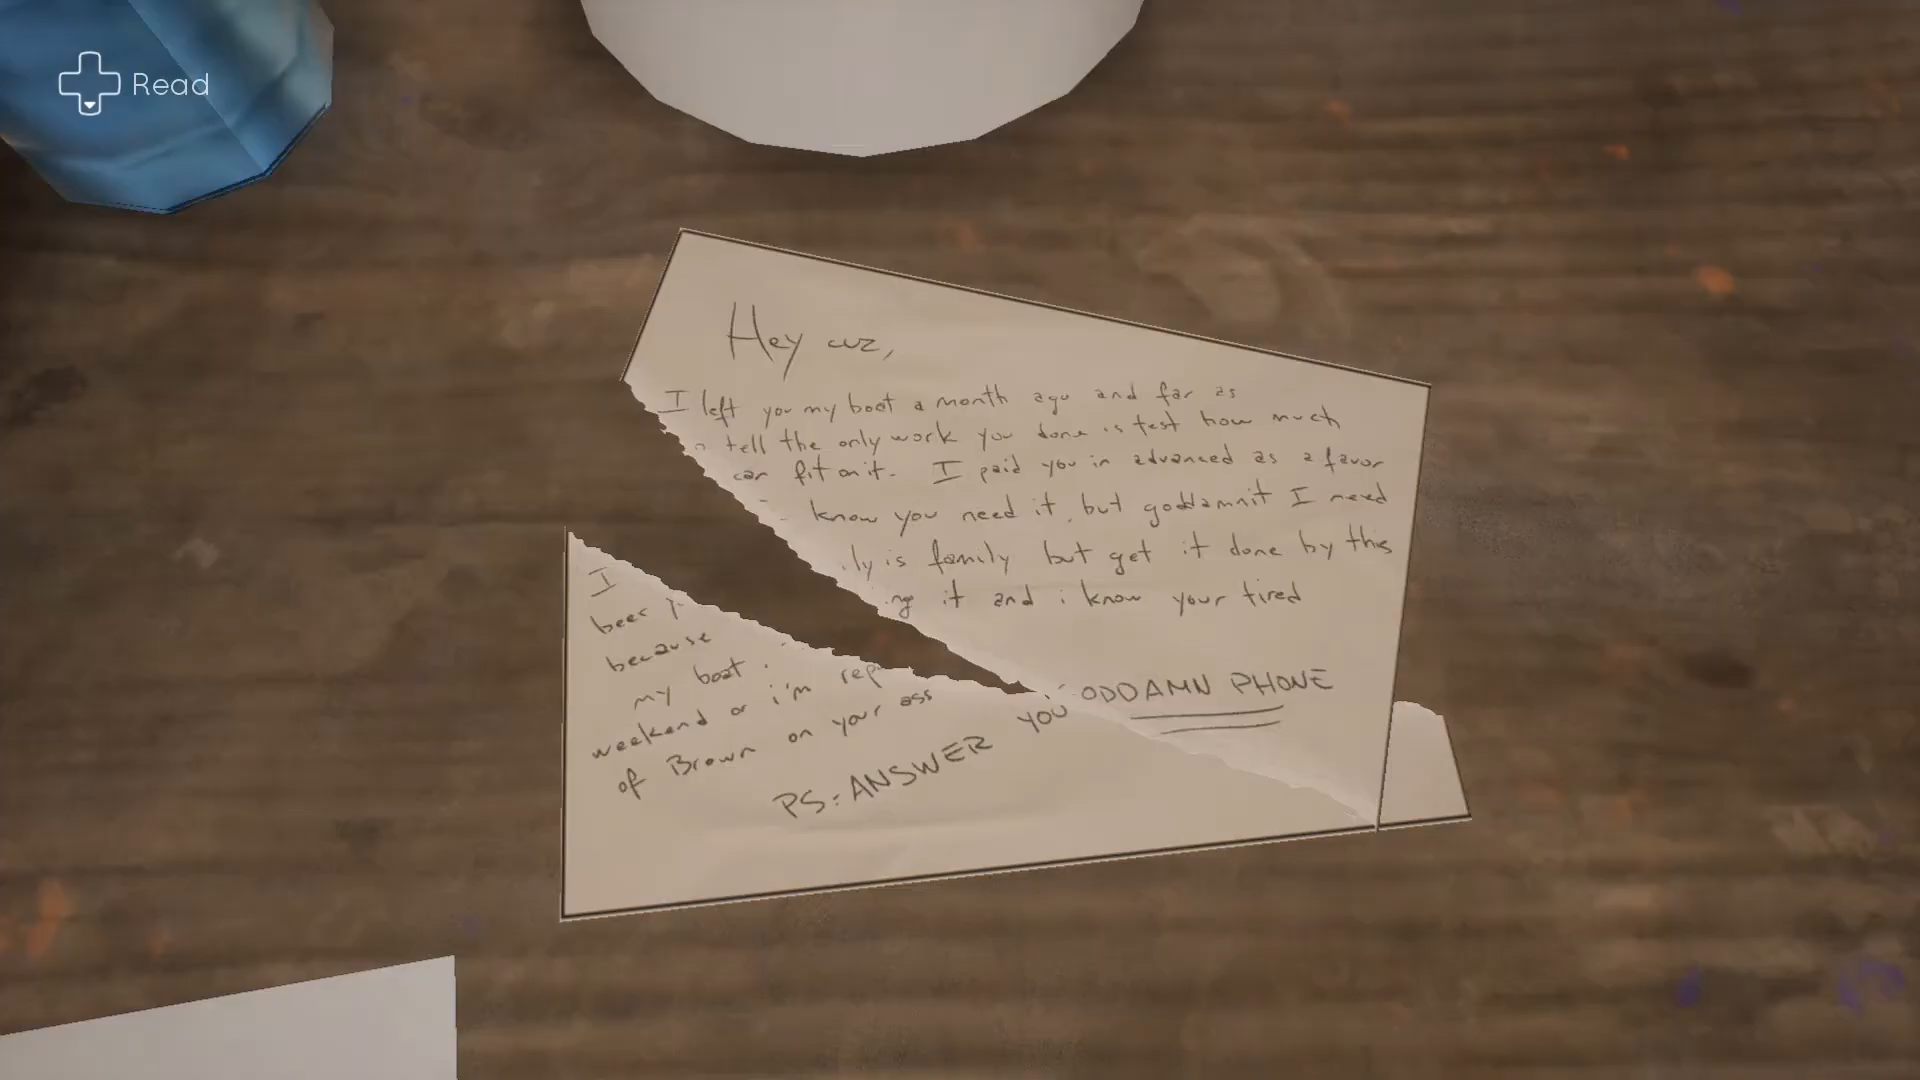 Read
Hey cuz,
I left you my boat a month ago and far as
tell the only work you done is test how much
can fit on it. I paid you in advanced as a favor
know you need it, but goddamnit I need
ly is family but get it done by this
ng it and i know your tired
I
beer
because
my boat
weekend or i'm rep
of Brown on your ass
PS: ANSWER YOU ODDAMN PHONE